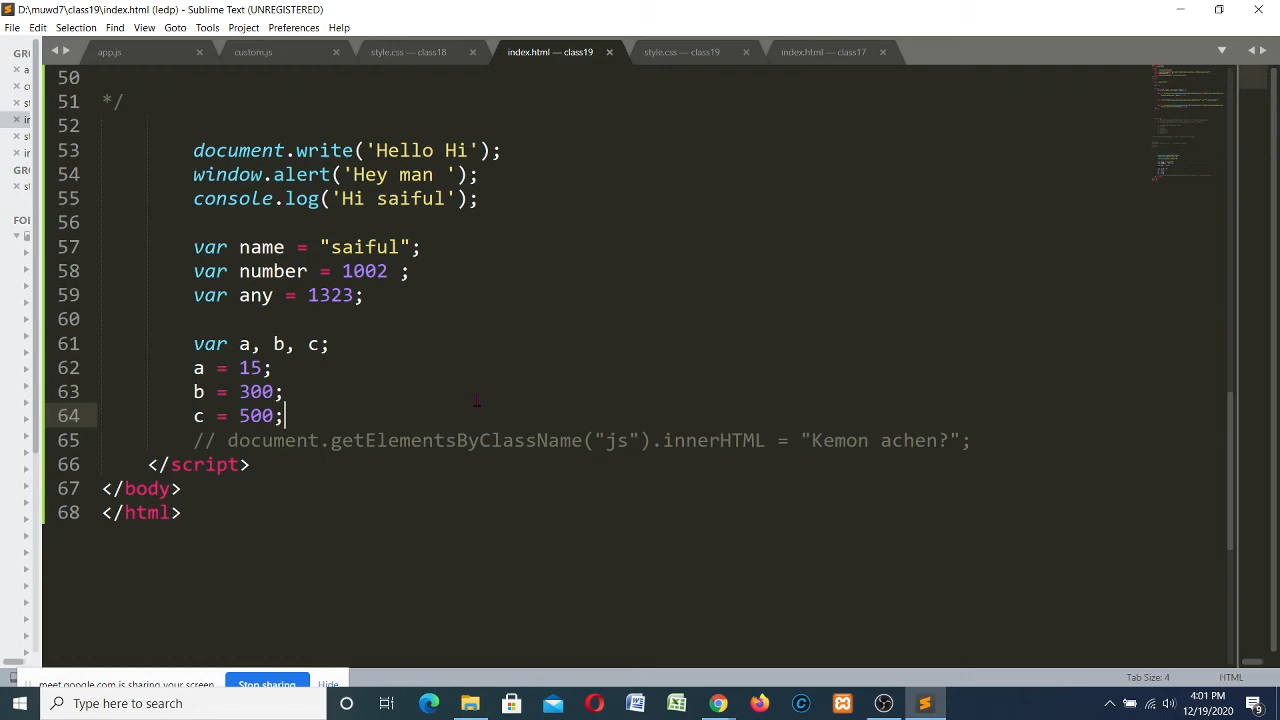 D:\muwd7\class19\index.html (ledp) - Sublime Text (UNREGISTERED)
File Edit Selection Find View Goto Tools Project Preferences Help
app.js
custom.js
style.css — class18
index.html — class19
style.css — class19
index.html — class17
FOL
50
51 */
52
53 document.write('Hello Hi');
54 window.alert('Hey man ');
55 console.log('Hi saiful');
56
57 var name = "saiful";
58 var number = 1002 ;
59 var any = 1323;
60
61 var a, b, c;
62 a = 15;
63 b = 300;
64 c = 500;
65 // document.getElementsByClassName("js").innerHTML = "Kemon achen?";
66 </script>
67 </body>
68 </html>
meet.google.com is sharing your screen.
Stop sharing
Hide
Tab Size: 4
HTML
Type here to search
4:01 PM
12/19/2020